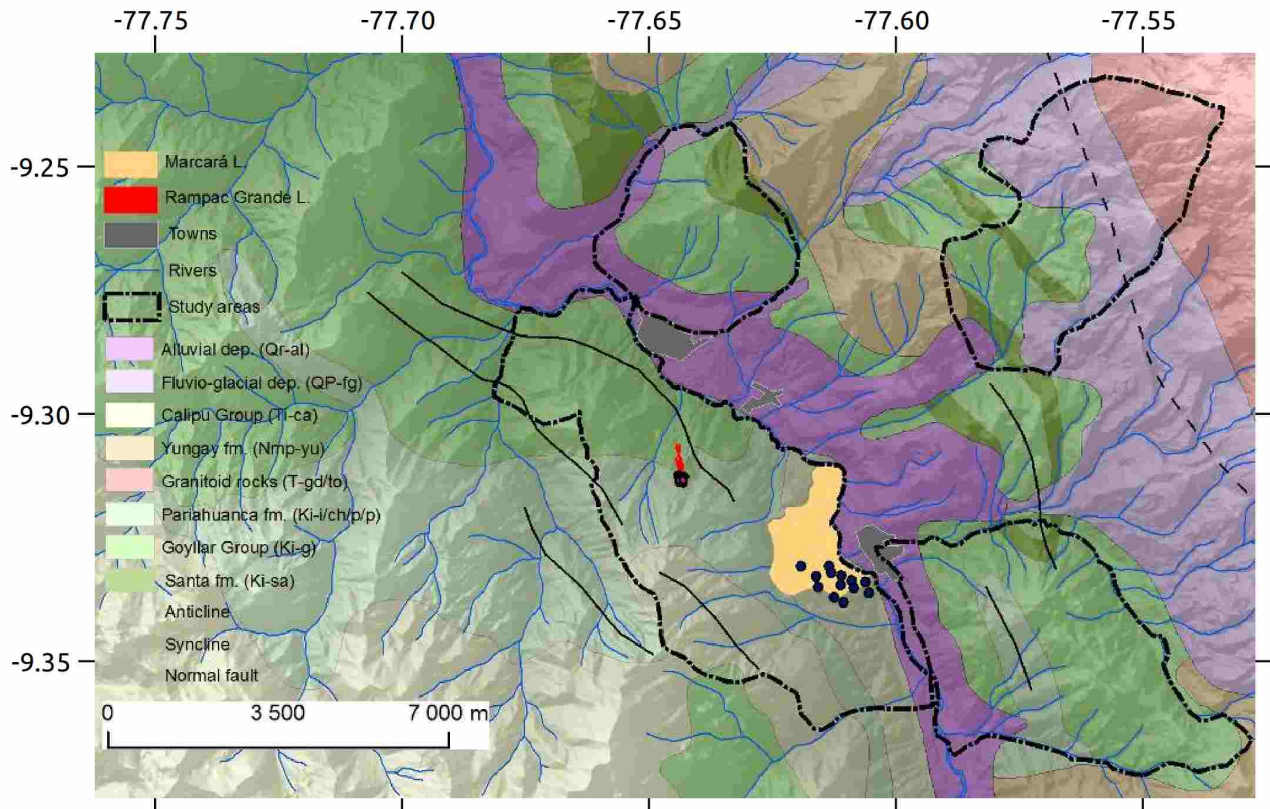 -77.75 -77.70 -77.65 -77.60 -77.55
-9.25
-9.30
-9.35
Marcará L.
Rampac Grande L.
Towns
Rivers
Study areas
Alluvial dep. (Qr-al)
Fluvio-glacial dep. (QP-fg)
Calipu Group (Ti-ca)
Yungay fm. (Nmp-yu)
Granitoid rocks (T-gd/to)
Pariahuanca fm. (Ki-i/ch/p/p)
Goyllar Group (Ki-g)
Santa fm. (Ki-sa)
Anticline
Syncline
Normal fault
0 3 500 7 000 m